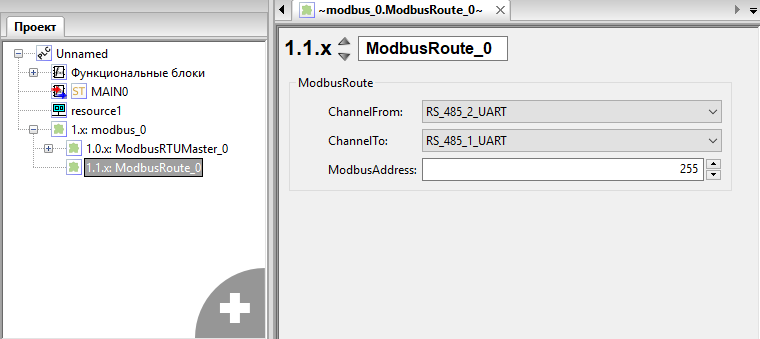 ~modbus_0.ModbusRoute_0~
Проект
Unnamed
Функциональные блоки
ST MAIN0
resource1
1.x: modbus_0
1.0.x: ModbusRTUMaster_0
1.1.x: ModbusRoute_0
1.1.x ModbusRoute_0
ModbusRoute
ChannelFrom: RS_485_2_UART
ChannelTo: RS_485_1_UART
ModbusAddress: 255